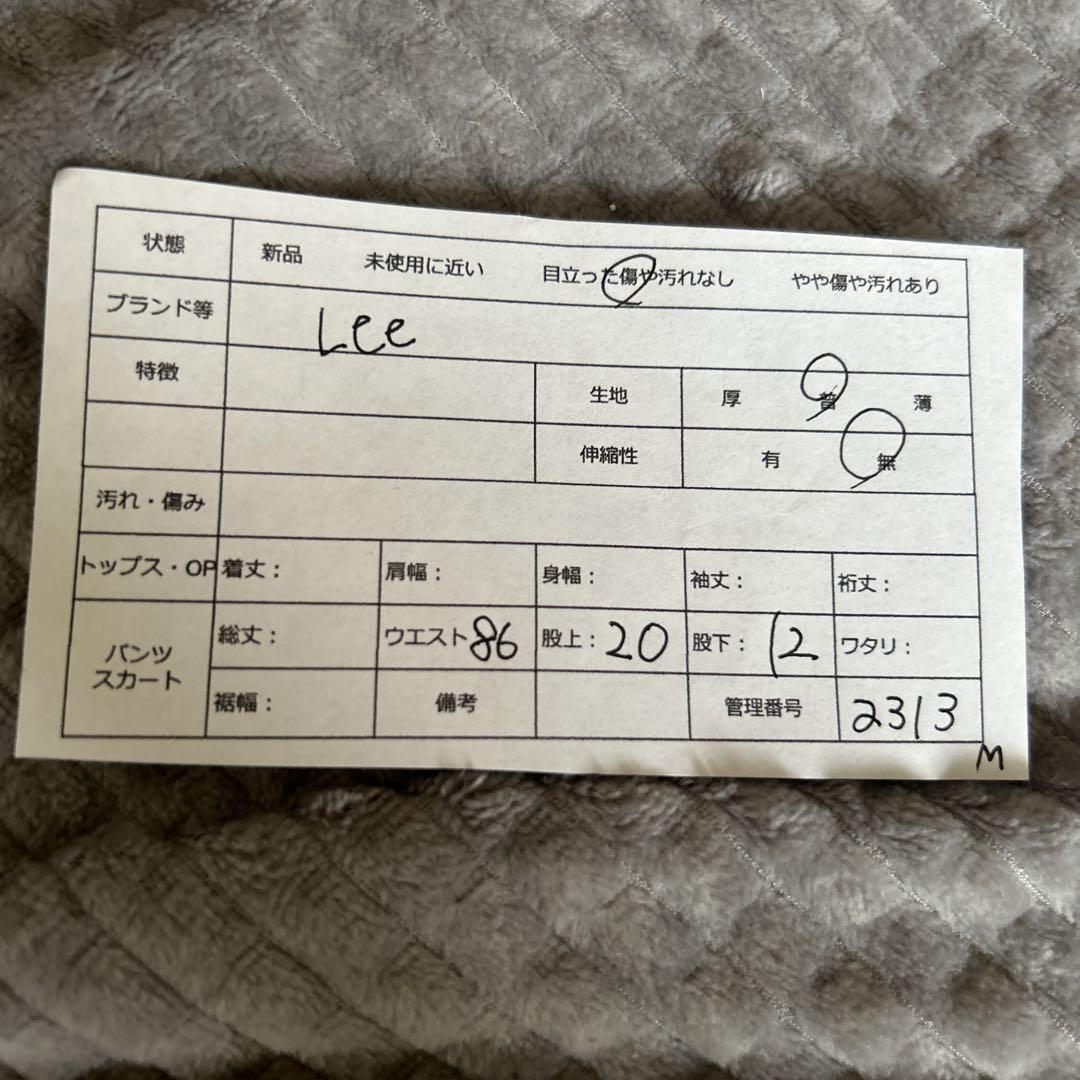 状態 新品 未使用に近い 目立った傷や汚れなし やや傷や汚れあり
ブランド等 Lee
特徴 生地 厚 普 薄
伸縮性 有 無
汚れ・傷み
トップス・OP 着丈： 肩幅： 身幅： 袖丈： 裄丈：
パンツ スカート 総丈： ウエスト 86 股上：20 股下：12 ワタリ：
裾幅： 備考 管理番号 2313
M